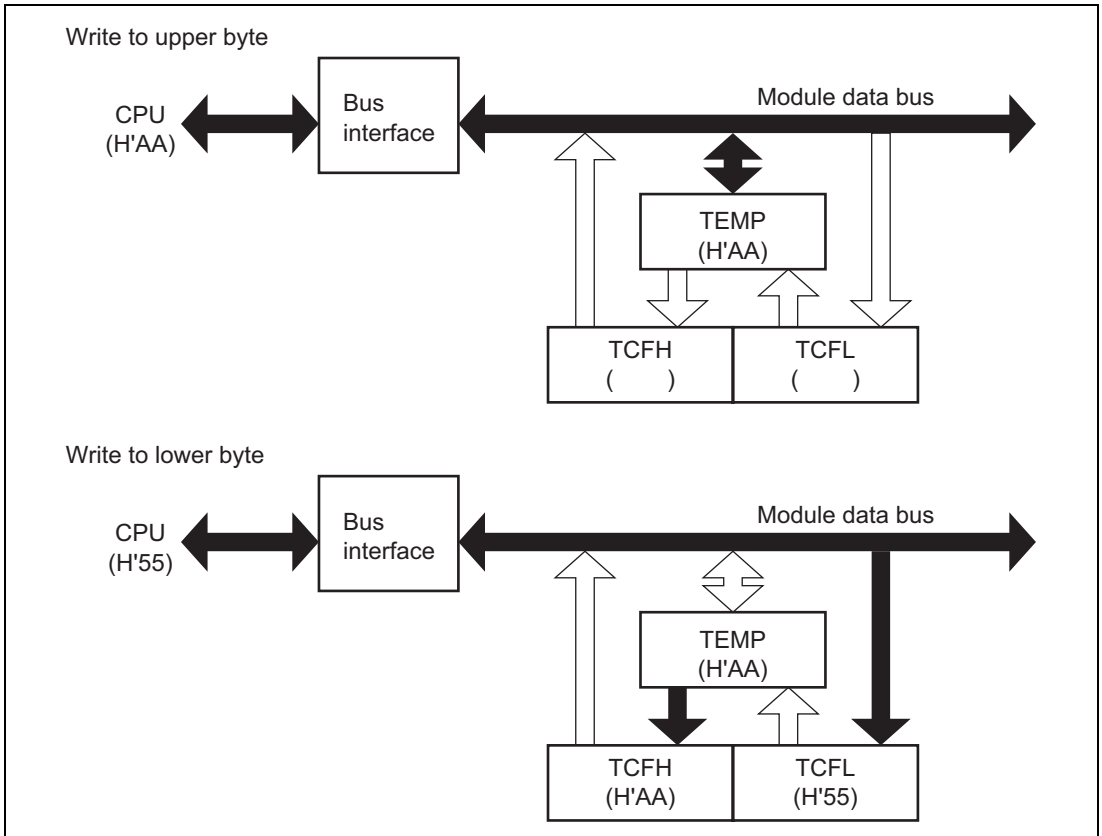 Write to upper byte
CPU
(H'AA)
Bus
interface
Module data bus
TEMP
(H'AA)
TCFH
( )
TCFL
( )
Write to lower byte
CPU
(H'55)
Bus
interface
Module data bus
TEMP
(H'AA)
TCFH
(H'AA)
TCFL
(H'55)